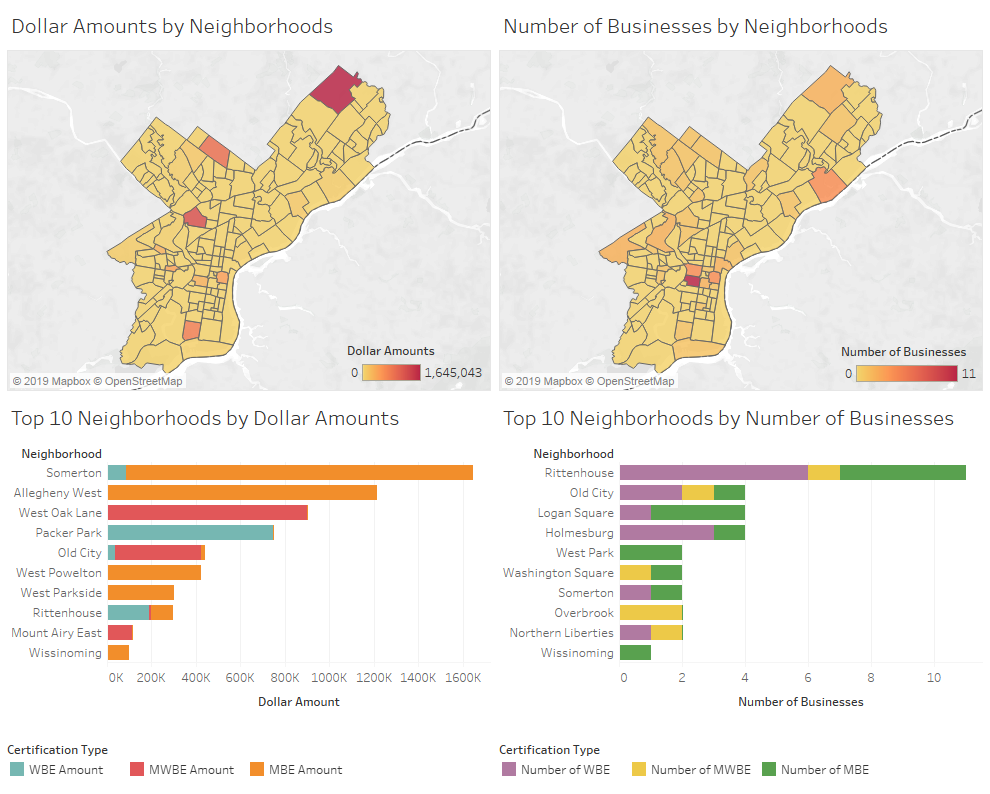 Dollar Amounts by Neighborhoods
Number of Businesses by Neighborhoods
Dollar Amounts
0 1,645,043
© 2019 Mapbox © OpenStreetMap
Number of Businesses
0 11
© 2019 Mapbox © OpenStreetMap
Top 10 Neighborhoods by Dollar Amounts
Neighborhood
Somerton
Allegheny West
West Oak Lane
Packer Park
Old City
West Powelton
West Parkside
Rittenhouse
Mount Airy East
Wissinoming
0K 200K 400K 600K 800K 1000K 1200K 1400K 1600K
Dollar Amount
Certification Type
WBE Amount MWBE Amount MBE Amount
Top 10 Neighborhoods by Number of Businesses
Neighborhood
Rittenhouse
Old City
Logan Square
Holmesburg
West Park
Washington Square
Somerton
Overbrook
Northern Liberties
Wissinoming
0 2 4 6 8 10
Number of Businesses
Certification Type
Number of WBE Number of MWBE Number of MBE